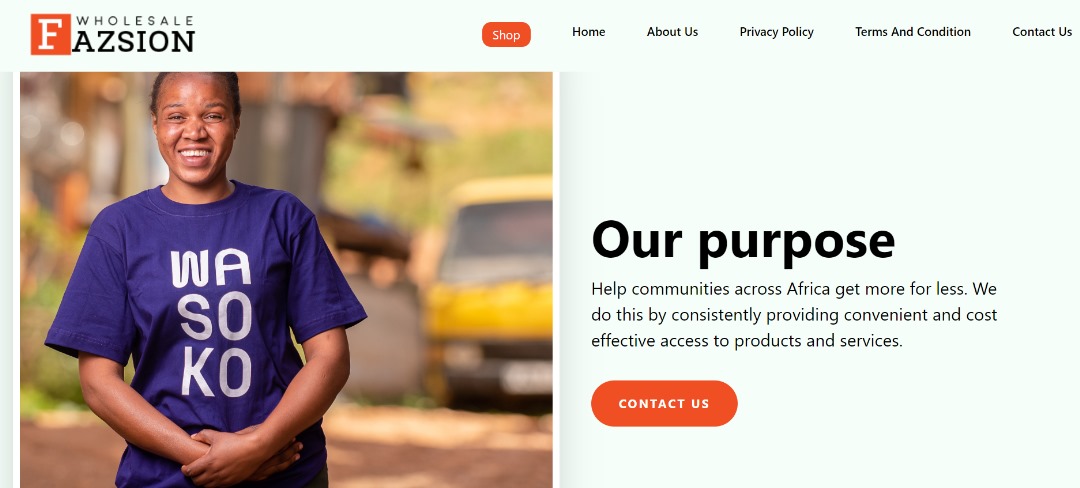 WHOLESALE
FAZSION
Shop
Home
About Us
Privacy Policy
Terms And Condition
Contact Us
WA
SO
KO
Our purpose
Help communities across Africa get more for less. We
do this by consistently providing convenient and cost
effective access to products and services.
CONTACT US